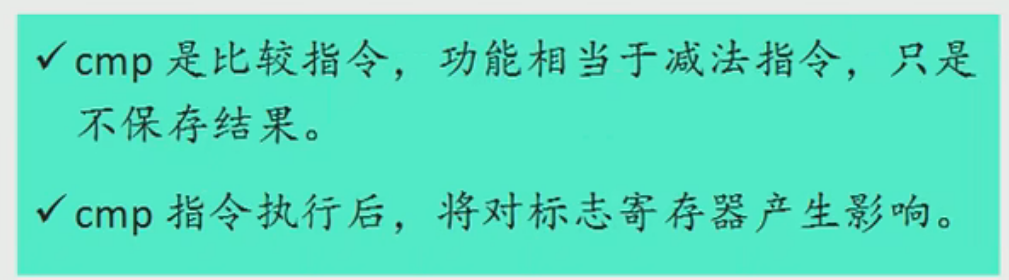 ✓ cmp 是比较指令，功能相当于减法指令，只是
不保存结果。
✓ cmp 指令执行后，将对标志寄存器产生影响。